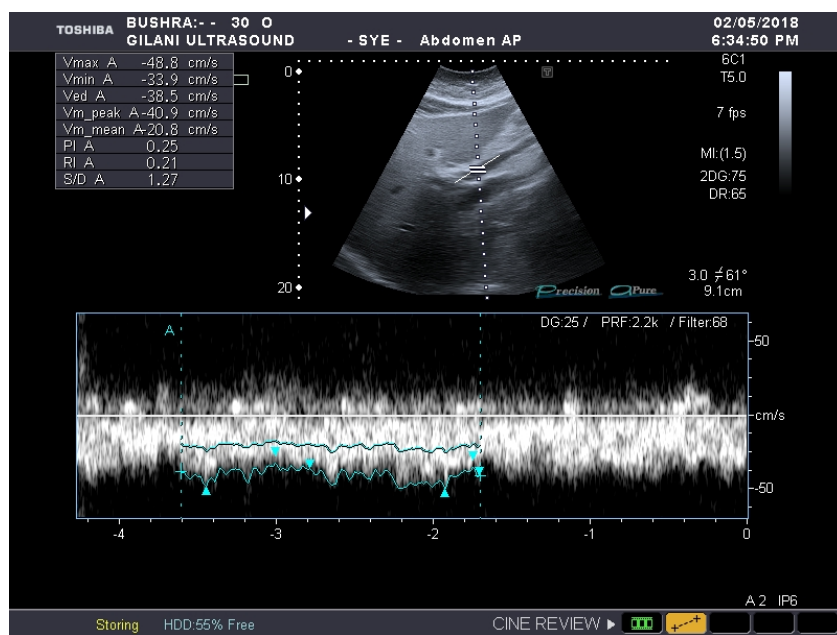 TOSHIBA BUSHRA:- - 30 O 02/05/2018
GILANI ULTRASOUND - SYE - Abdomen AP 6:34:50 PM
Vmax A -48.8 cm/s
Vmin A -33.9 cm/s
Ved A -38.5 cm/s
Vm_peak A-40.9 cm/s
Vm_mean A-20.8 cm/s
PI A 0.25
RI A 0.21
S/D A 1.27
0
10
20
6C1
T5.0
7 fps
MI:(1.5)
2DG:75
DR:65
3.0 ≠61°
9.1cm
Precision APure
DG:25 / PRF:2.2k / Filter:68
A
-50
-cm/s
-50
-4 -3 -2 -1 0
A 2 IP6
Storing HDD:55% Free CINE REVIEW ▶